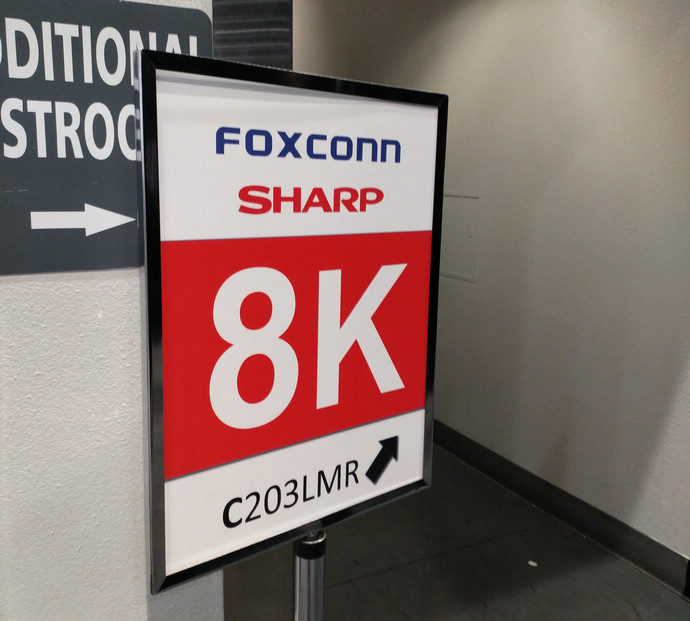 FOXCONN
SHARP
8K
C203LMR